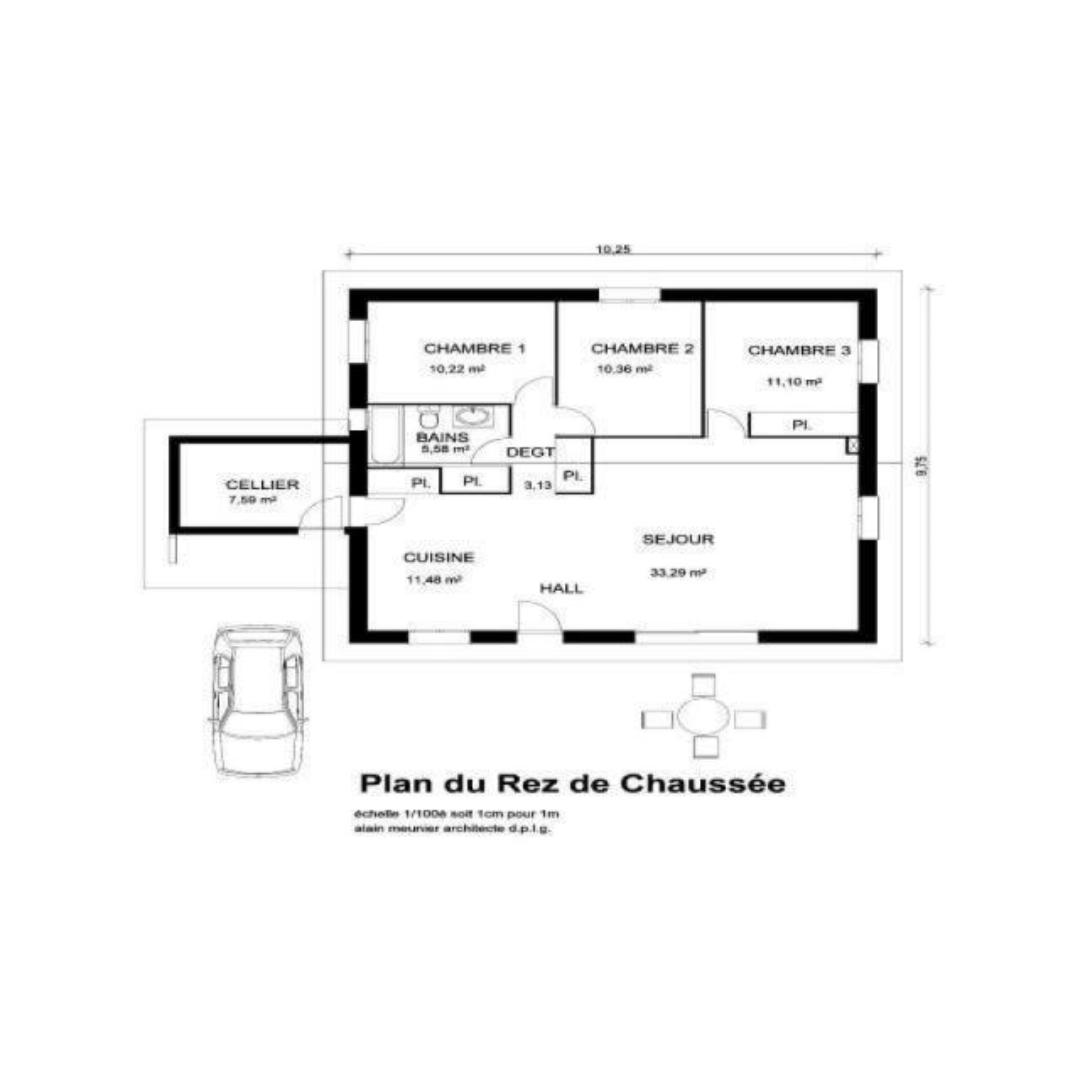 10,25
CHAMBRE 1
10,22 m²
CHAMBRE 2
10,36 m²
CHAMBRE 3
11,10 m²
Pl.
9,75
BAINS
5,58 m²
DEGT
3,13
Pl.
Pl.
Pl.
CELLIER
7,59 m²
CUISINE
11,48 m²
HALL
SEJOUR
33,29 m²
Plan du Rez de Chaussée
échelle 1/100è soit 1cm pour 1m
alain meunier architecte d.p.l.g.